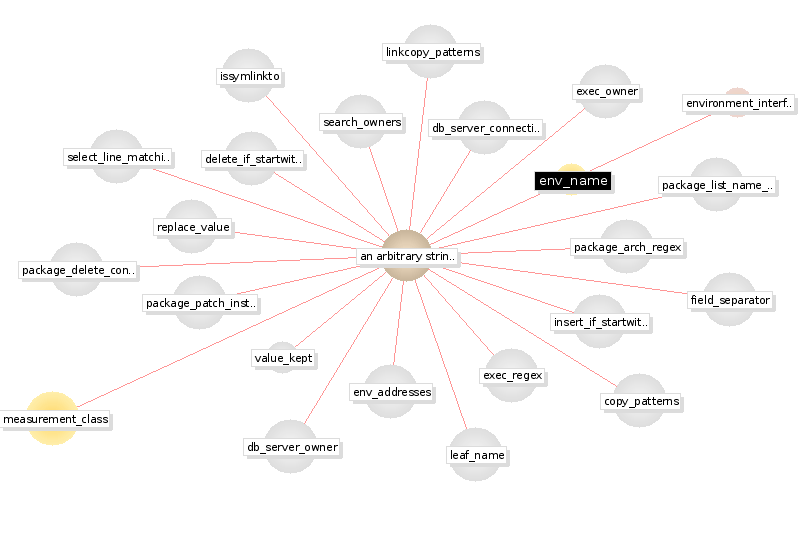 linkcopy_patterns
issymlinkto
exec_owner
environment_interf..
search_owners
db_server_connecti..
select_line_matchi..
delete_if_startwit..
env_name
package_list_name_..
replace_value
package_arch_regex
an arbitrary strin..
package_delete_con..
package_patch_inst..
field_separator
insert_if_startwit..
value_kept
exec_regex
env_addresses
copy_patterns
measurement_class
db_server_owner
leaf_name